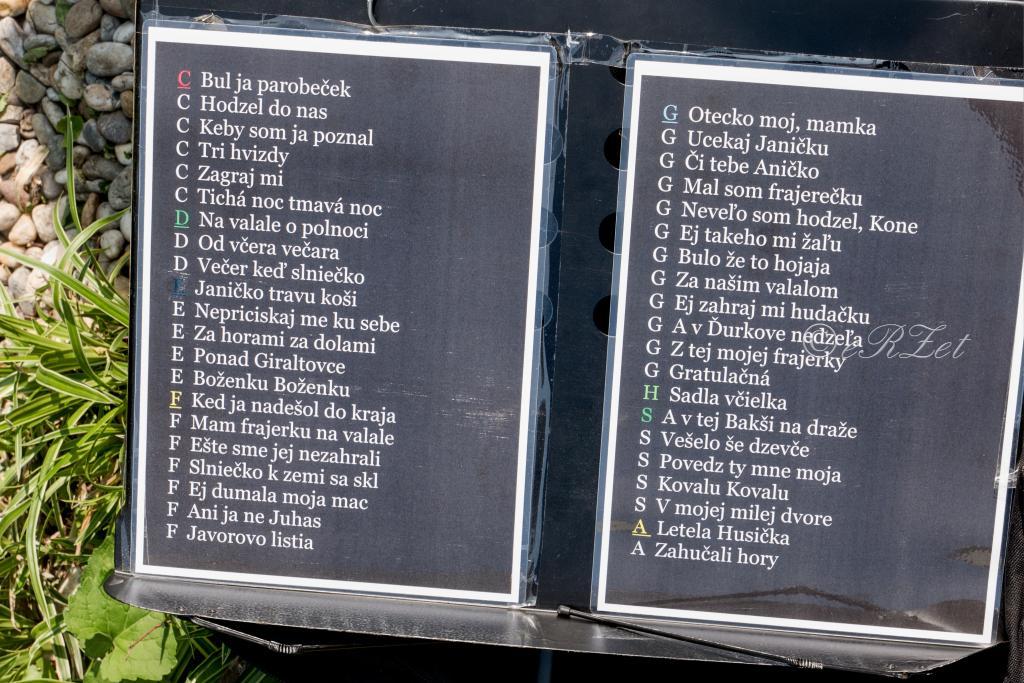 C Bul ja parobeček
C Hodzel do nas
C Keby som ja poznal
C Tri hvizdy
C Zagraj mi
C Tichá noc tmavá noc
D Na valale o polnoci
D Od včera večara
D Večer keď slniečko
E Janičko travu koši
E Nepriciskaj me ku sebe
E Za horami za dolami
E Ponad Giraltovce
E Boženku Boženku
F Ked ja nadešol do kraja
F Mam frajerku na valale
F Ešte sme jej nezahrali
F Slniečko k zemi sa skl
F Ej dumala moja mac
F Ani ja ne Juhas
F Javorovo listia
G Otecko moj, mamka
G Ucekaj Janičku
G Či tebe Aničko
G Mal som frajerečku
G Neveľo som hodzel, Kone
G Ej takeho mi žaľu
G Bulo že to hojaja
G Za našim valalom
G Ej zahraj mi hudačku
G A v Ďurkove nedzeľa
G Z tej mojej frajerky
G Gratulačná
H Sadla včielka
S A v tej Bakši na draže
S Vešelo še dzevče
S Povedz ty mne moja
S Kovalu Kovalu
S V mojej milej dvore
A Letela Husička
A Zahučali hory